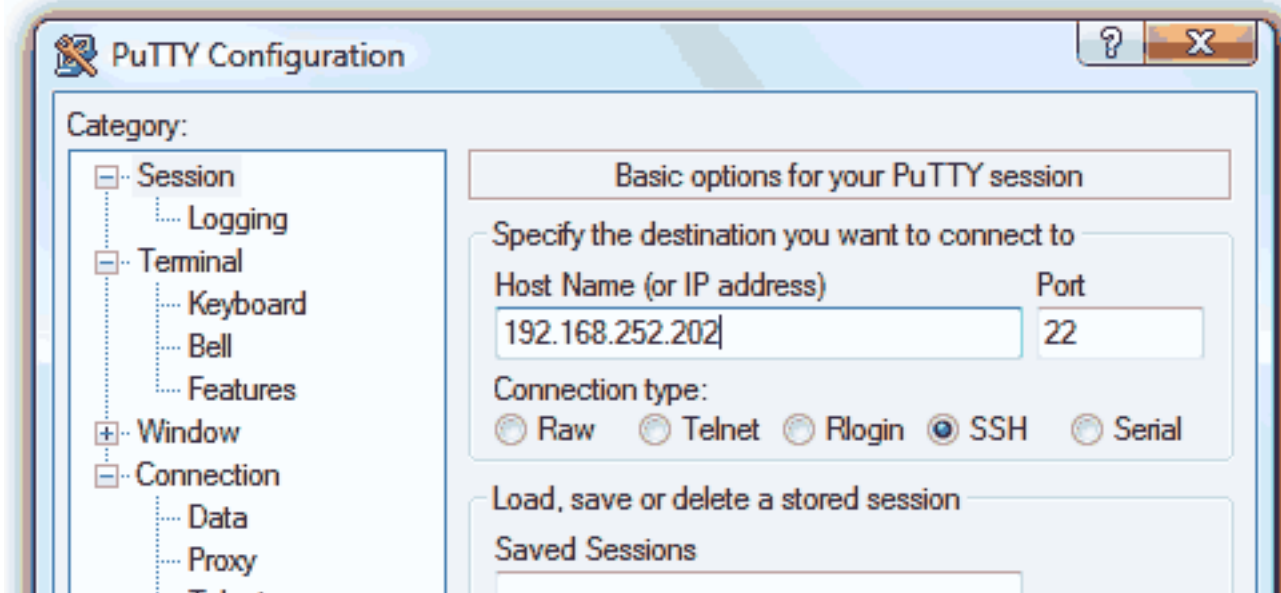 PuTTY Configuration
Category:
Session
Logging
Terminal
Keyboard
Bell
Features
Window
Connection
Data
Proxy
Basic options for your PuTTY session
Specify the destination you want to connect to
Host Name (or IP address) Port
192.168.252.202 22
Connection type:
Raw Telnet Rlogin SSH Serial
Load, save or delete a stored session
Saved Sessions